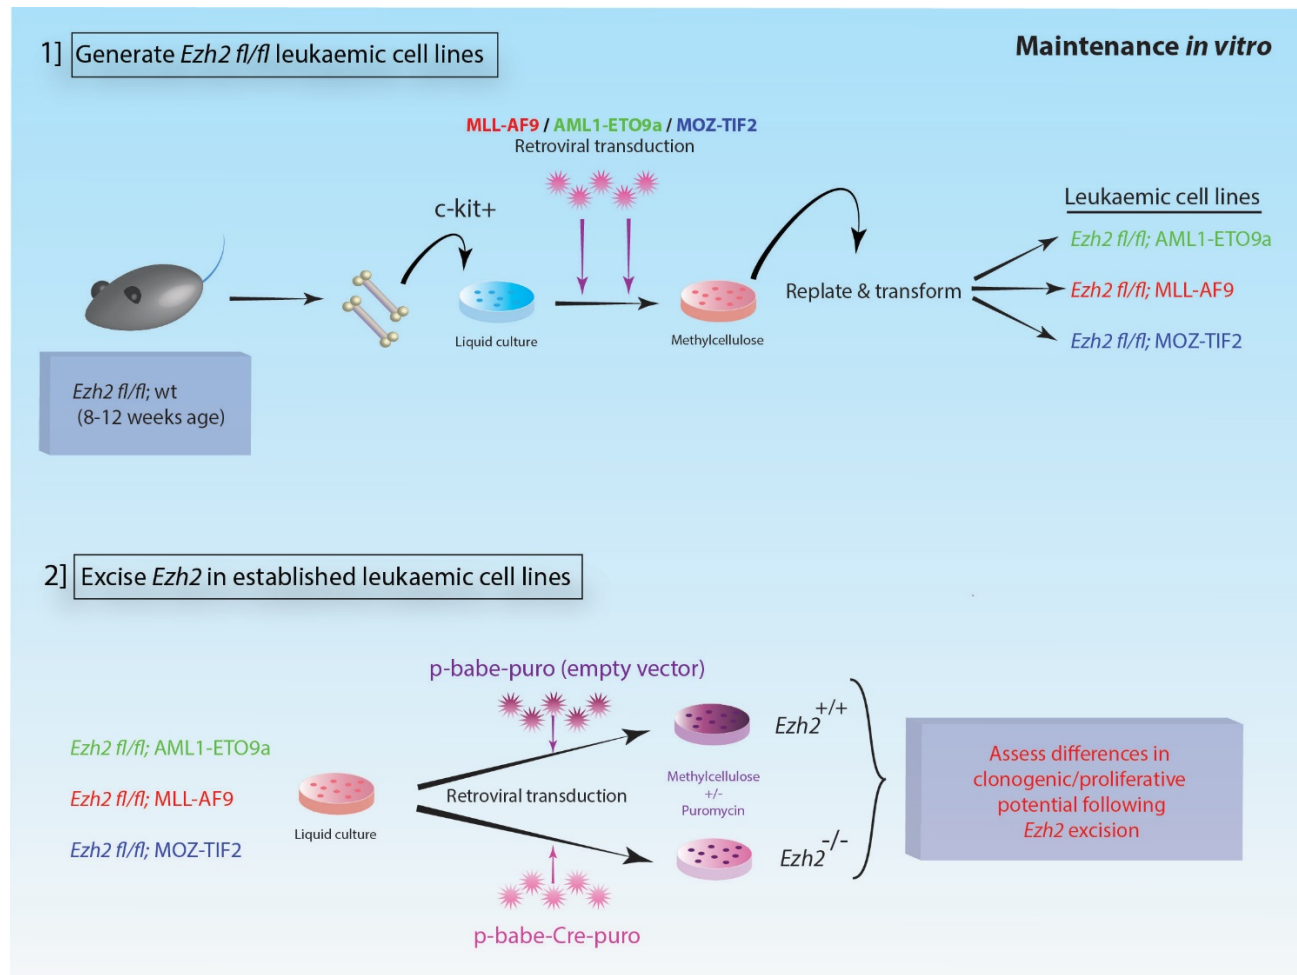 1] Generate Ezh2 fl/fl leukaemic cell lines
Maintenance in vitro
MLL-AF9 / AML1-ETO9a / MOZ-TIF2
Retroviral transduction
c-kit+
Liquid culture
Methylcellulose
Replate & transform
Leukaemic cell lines
Ezh2 fl/fl; AML1-ETO9a
Ezh2 fl/fl; MLL-AF9
Ezh2 fl/fl; MOZ-TIF2
Ezh2 fl/fl; wt
(8-12 weeks age)
2] Excise Ezh2 in established leukaemic cell lines
p-babe-puro (empty vector)
Ezh2 fl/fl; AML1-ETO9a
Ezh2 fl/fl; MLL-AF9
Ezh2 fl/fl; MOZ-TIF2
Liquid culture
Retroviral transduction
p-babe-Cre-puro
Ezh2+/+
Methylcellulose
+/-
Puromycin
Ezh2-/-
Assess differences in
clonogenic/proliferative
potential following
Ezh2 excision